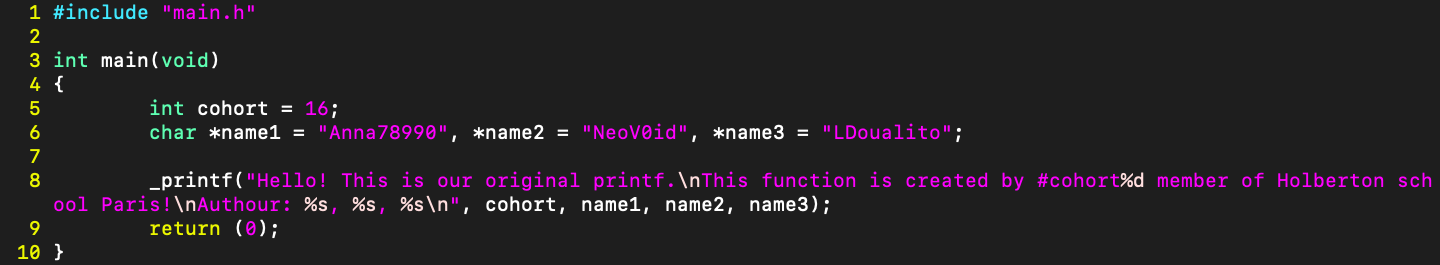 1 #include "main.h"
2
3 int main(void)
4 {
5         int cohort = 16;
6         char *name1 = "Anna78990", *name2 = "NeoV0id", *name3 = "LDoualito";
7
8         _printf("Hello! This is our original printf.\nThis function is created by #cohort%d member of Holberton sch
ool Paris!\nAuthour: %s, %s, %s\n", cohort, name1, name2, name3);
9         return (0);
10 }